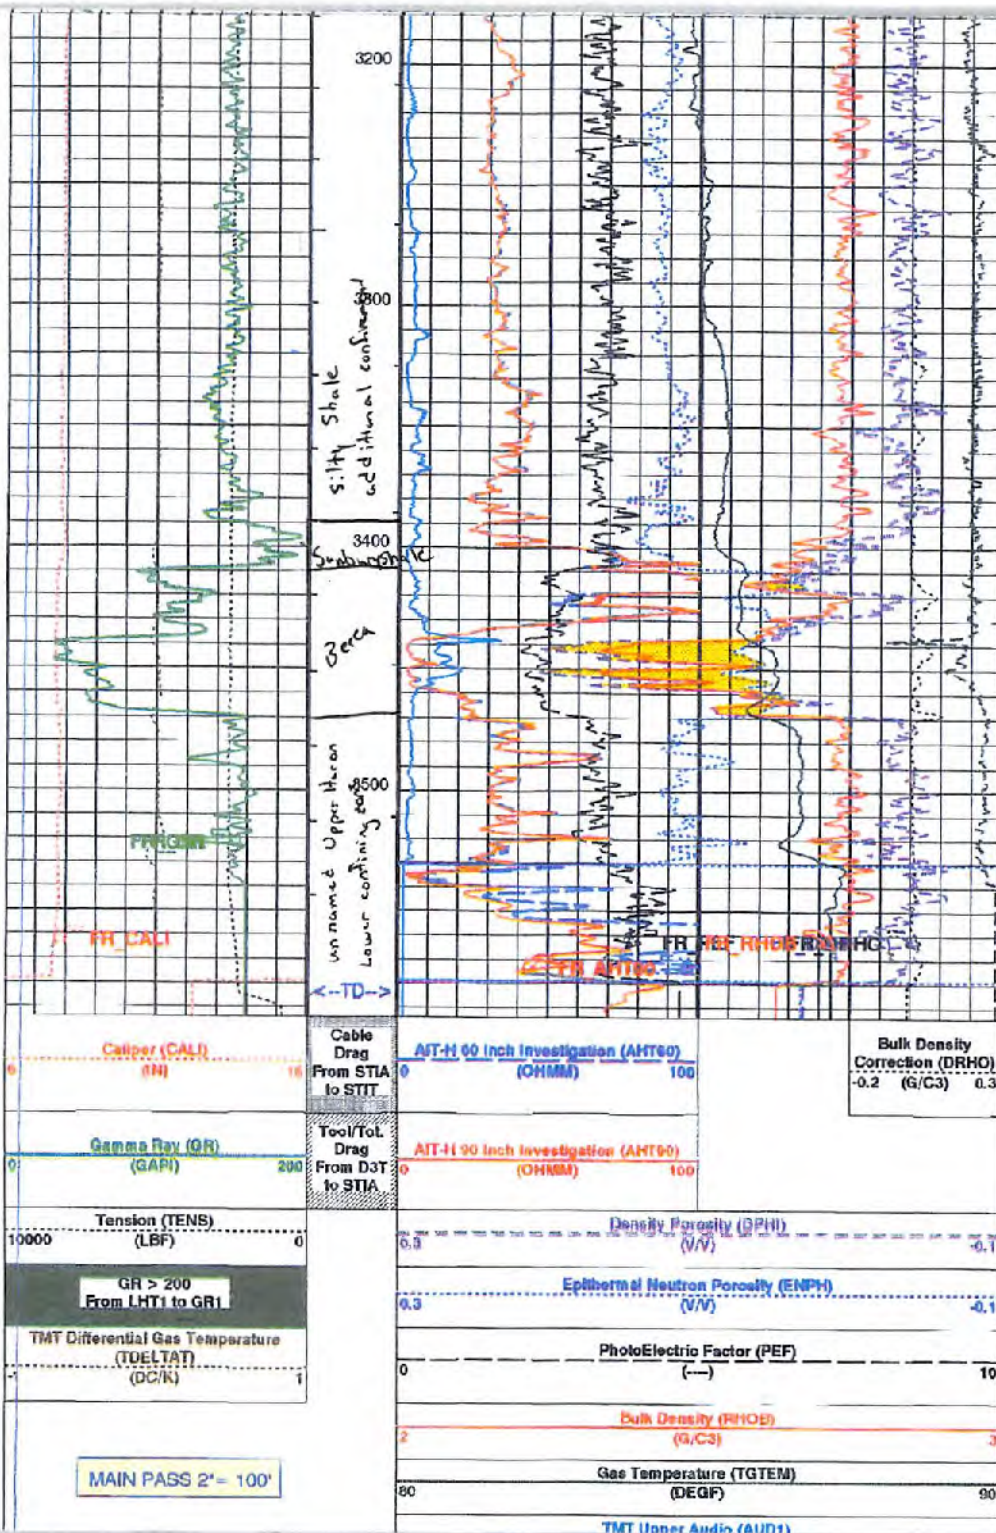 3200
3300
silty Shale
additional confinement
3400
Sunbury shale
Berea
3500
unnamed Upper Huron
Lower confining
FR_CALI
FR_AHT60
<--TD-->
Caliper (CALI)
6 (IN) 16
Gamma Ray (GR)
0 (GAPI) 200
Tension (TENS)
10000 (LBF) 0
GR > 200
From LHT1 to GR1
TMT Differential Gas Temperature
(TDELTAT)
-1 (DC/K) 1
MAIN PASS 2"= 100'
Cable
Drag
From STIA
to STIT
Tool/Tot.
Drag
From D3T
to STIA
AIT-H 60 Inch Investigation (AHT60)
0 (OHMM) 100
AIT-H 90 Inch Investigation (AHT90)
0 (OHMM) 100
Bulk Density
Correction (DRHO)
-0.2 (G/C3) 0.3
Density Porosity (DPHI)
0.3 (V/V) -0.1
Epithermal Neutron Porosity (ENPH)
0.3 (V/V) -0.1
PhotoElectric Factor (PEF)
0 (----) 10
Bulk Density (RHOB)
2 (G/C3) 3
Gas Temperature (TGTEM)
80 (DEGF) 90
TMT Upper Audio (AUD1)